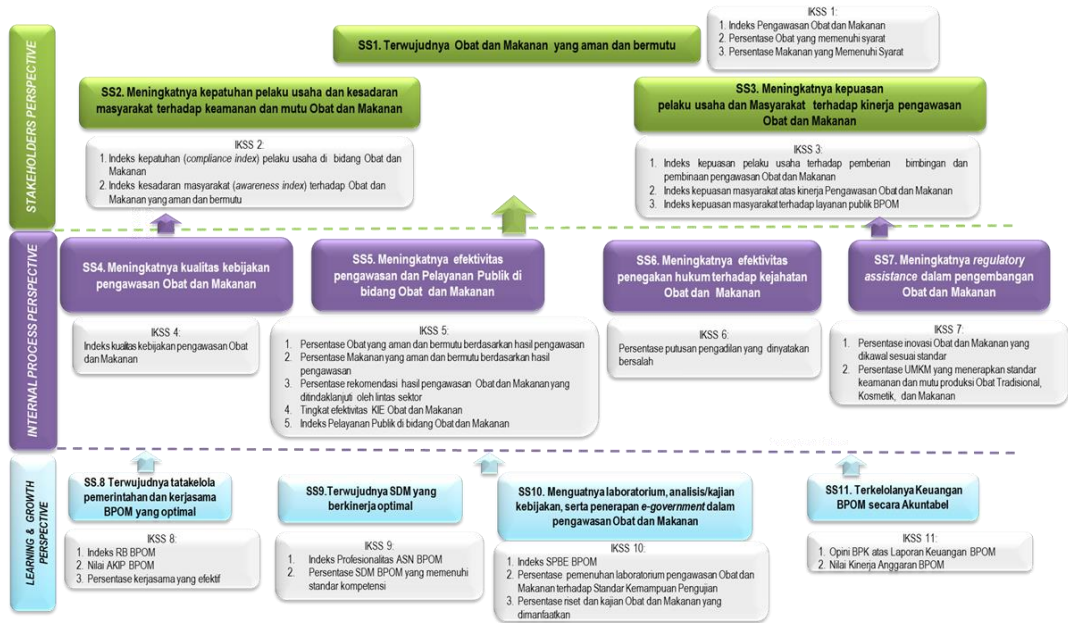 STAKEHOLDERS PERSPECTIVE
SS1. Terwujudnya Obat dan Makanan yang aman dan bermutu
IKSS 1:
1. Indeks Pengawasan Obat dan Makanan
2. Persentase Obat yang memenuhi syarat
3. Persentase Makanan yang Memenuhi Syarat
SS2. Meningkatnya kepatuhan pelaku usaha dan kesadaran
masyarakat terhadap keamanan dan mutu Obat dan Makanan
IKSS 2:
1. Indeks kepatuhan (compliance index) pelaku usaha di bidang Obat dan
Makanan
2. Indeks kesadaran masyarakat (awareness index) terhadap Obat dan
Makanan yang aman dan bermutu
SS3. Meningkatnya kepuasan
pelaku usaha dan Masyarakat terhadap kinerja pengawasan
Obat dan Makanan
IKSS 3:
1. Indeks kepuasan pelaku usaha terhadap pemberian bimbingan dan
pembinaan pengawasan Obat dan Makanan
2. Indeks kepuasan masyarakat atas kinerja Pengawasan Obat dan Makanan
3. Indeks kepuasan masyarakat terhadap layanan publik BPOM
INTERNAL PROCESS PERSPECTIVE
SS4. Meningkatnya kualitas kebijakan
pengawasan Obat dan Makanan
IKSS 4:
Indeks kualitas kebijakan pengawasan Obat
dan Makanan
SS5. Meningkatnya efektivitas
pengawasan dan Pelayanan Publik di
bidang Obat dan Makanan
IKSS 5:
1. Persentase Obat yang aman dan bermutu berdasarkan hasil pengawasan
2. Persentase Makanan yang aman dan bermutu berdasarkan hasil
pengawasan
3. Persentase rekomendasi hasil pengawasan Obat dan Makanan yang
ditindaklanjuti oleh lintas sektor
4. Tingkat efektivitas KIE Obat dan Makanan
5. Indeks Pelayanan Publik di bidang Obat dan Makanan
SS6. Meningkatnya efektivitas
penegakan hukum terhadap kejahatan
Obat dan Makanan
IKSS 6:
Persentase putusan pengadilan yang dinyatakan
bersalah
SS7. Meningkatnya regulatory
assistance dalam pengembangan
Obat dan Makanan
IKSS 7:
1. Persentase inovasi Obat dan Makanan yang
dikawal sesuai standar
2. Persentase UMKM yang menerapkan standar
keamanan dan mutu produksi Obat Tradisional,
Kosmetik, dan Makanan
LEARNING & GROWTH
PERSPECTIVE
SS.8 Terwujudnya tatakelola
pemerintahan dan kerjasama
BPOM yang optimal
IKSS 8:
1. Indeks RB BPOM
2. Nilai AKIP BPOM
3. Persentase kerjasama yang efektif
SS9.Terwujudnya SDM yang
berkinerja optimal
IKSS 9:
1. Indeks Profesionalitas ASN BPOM
2. Persentase SDM BPOM yang memenuhi
standar kompetensi
SS10. Menguatnya laboratorium, analisis/kajian
kebijakan, serta penerapan e-government dalam
pengawasan Obat dan Makanan
IKSS 10:
1. Indeks SPBE BPOM
2. Persentase pemenuhan laboratorium pengawasan Obat dan
Makanan terhadap Standar Kemampuan Pengujian
3. Persentase riset dan kajian Obat dan Makanan yang
dimanfaatkan
SS11. Terkelolanya Keuangan
BPOM secara Akuntabel
IKSS 11:
1. Opini BPK atas Laporan Keuangan BPOM
2. Nilai Kinerja Anggaran BPOM